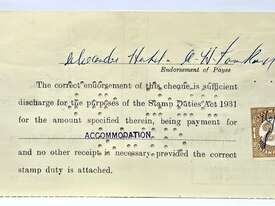 Endorsement of Payee
The correct endorsement of this cheque is sufficient
discharge for the purposes of the Stamp Duties Act 1931
for the amount specified therein, being payment for
ACCOMMODATION
and no other receipt is necessary provided the correct
stamp duty is attached.